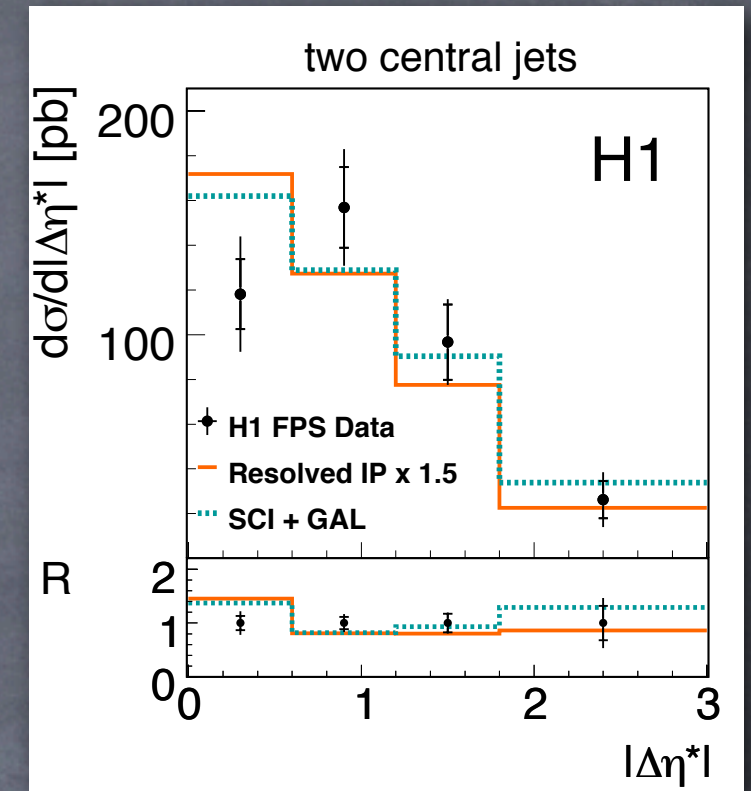 two central jets
dσ/d|Δη*| [pb]
200
H1
100
H1 FPS Data
Resolved IP x 1.5
SCI + GAL
R
2
1
0
0 1 2 3
|Δη*|